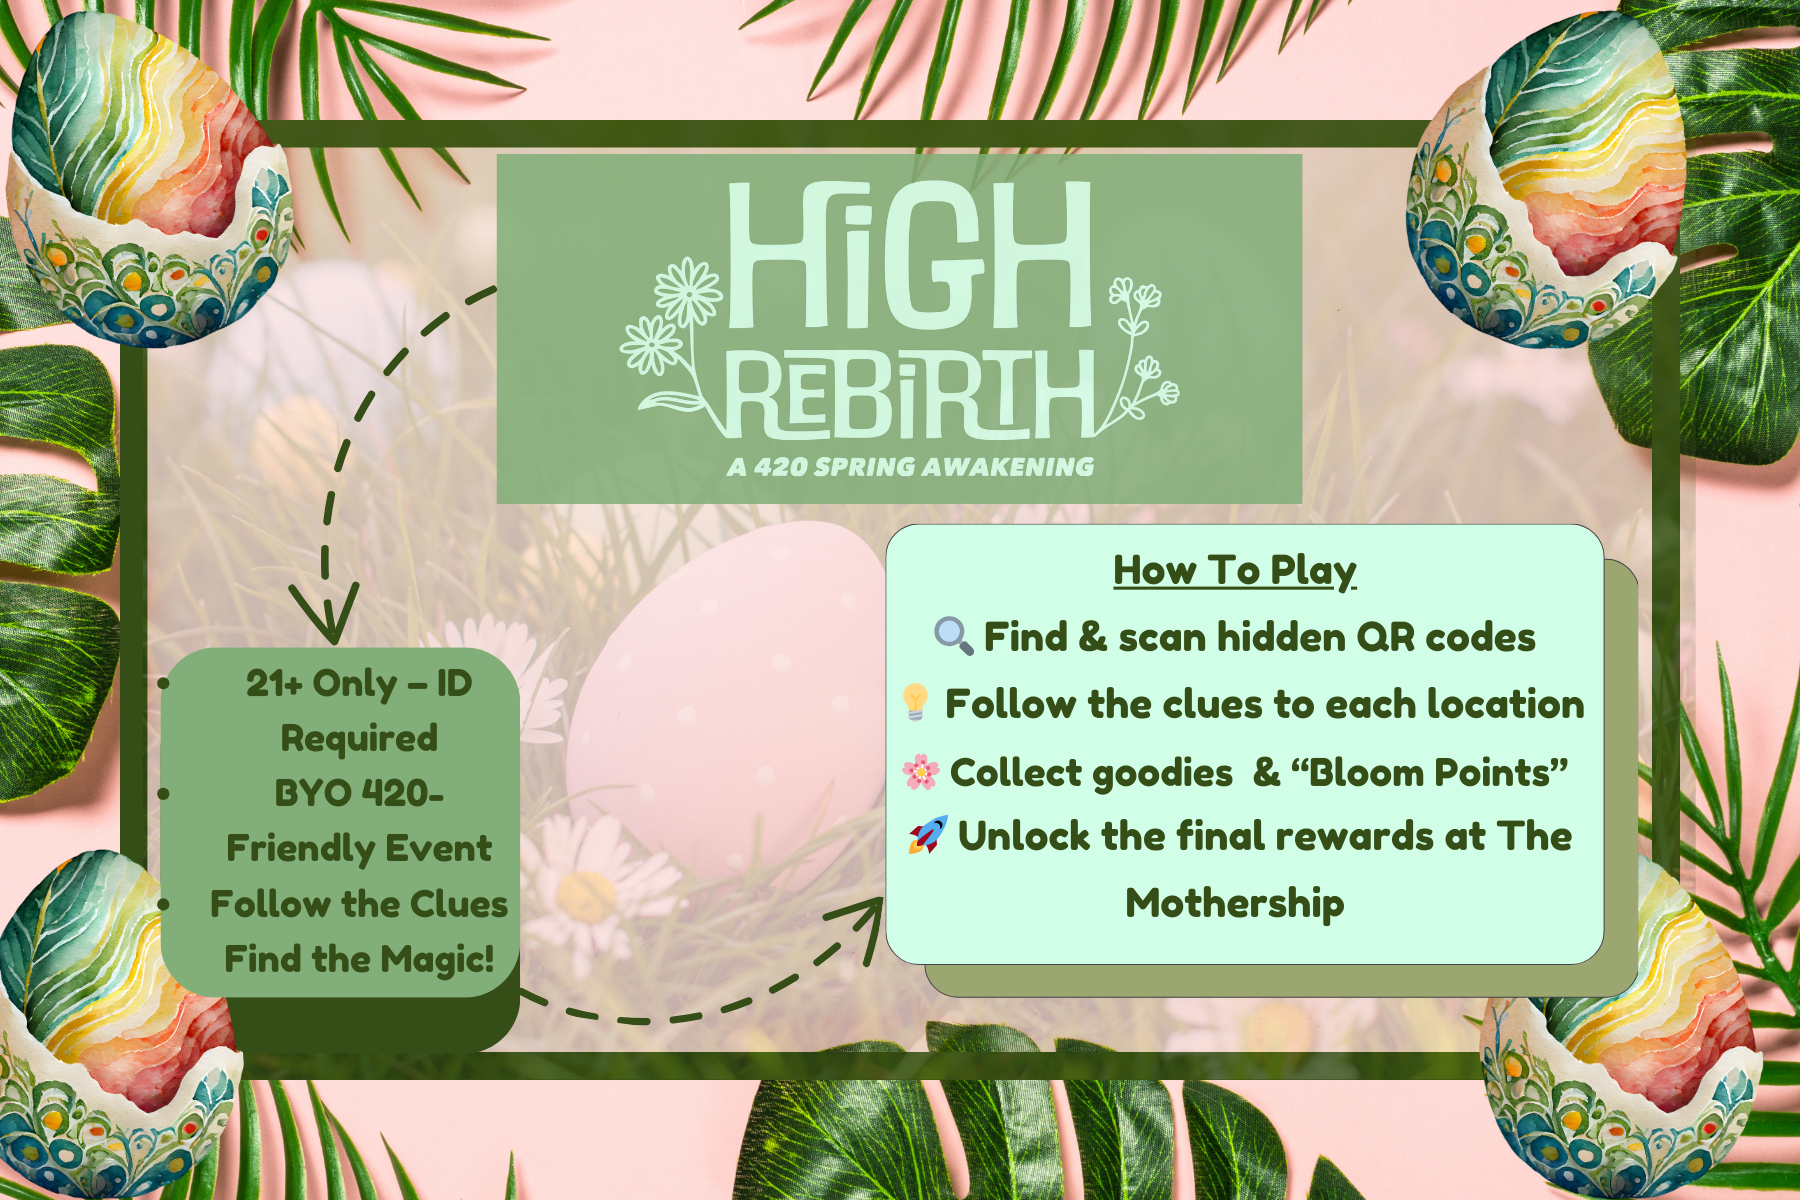 HiGH
REBiRTH
A 420 SPRING AWAKENING
• 21+ Only – ID
Required
• BYO 420-
Friendly Event
• Follow the Clues
Find the Magic!
How To Play
🔍 Find & scan hidden QR codes
💡 Follow the clues to each location
🌸 Collect goodies & “Bloom Points”
🚀 Unlock the final rewards at The
Mothership